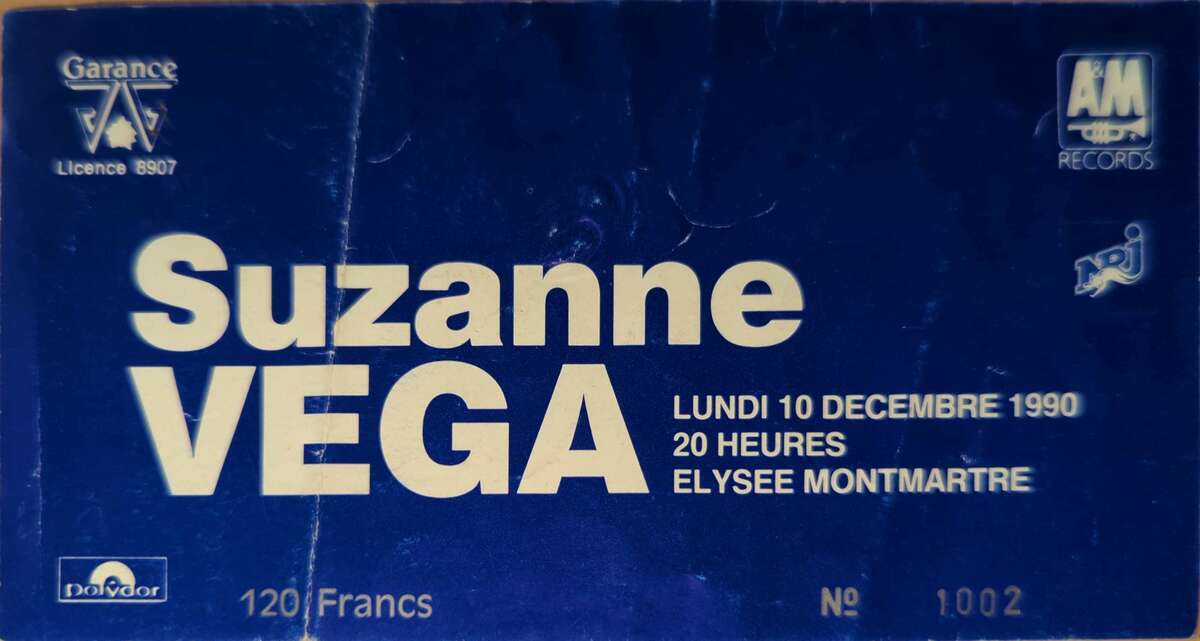 Garance
Licence 8907
A&M
RECORDS
NRJ
Suzanne
VEGA
LUNDI 10 DECEMBRE 1990
20 HEURES
ELYSEE MONTMARTRE
polydor
120 Francs
Nº 1002